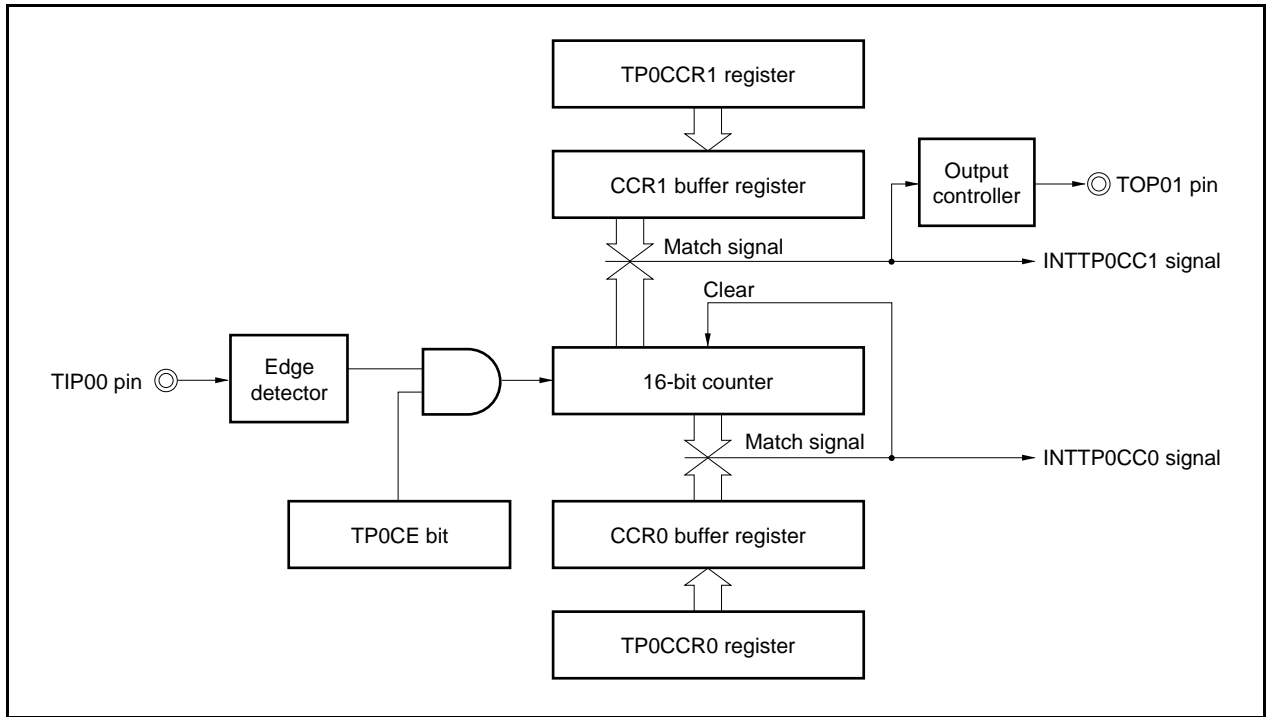 TP0CCR1 register
CCR1 buffer register
Output
controller
TOP01 pin
Match signal
INTTP0CC1 signal
Clear
TIP00 pin
Edge
detector
16-bit counter
Match signal
INTTP0CC0 signal
TP0CE bit
CCR0 buffer register
TP0CCR0 register